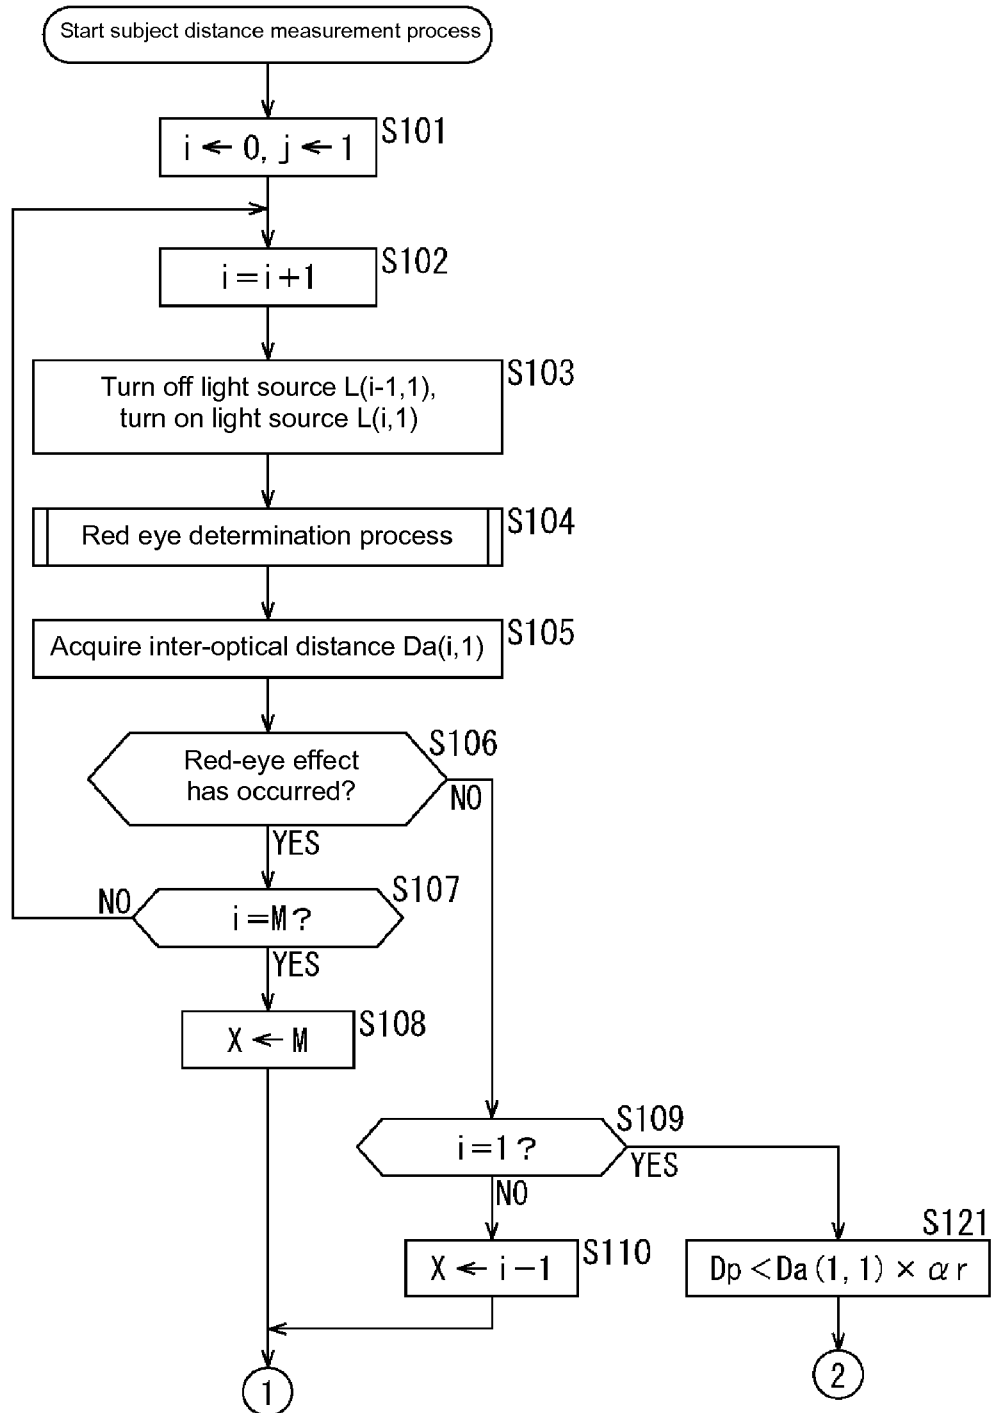 Start subject distance measurement process
S101
i ← 0, j ← 1
S102
i = i + 1
S103
Turn off light source L(i-1,1),
turn on light source L(i,1)
S104
Red eye determination process
S105
Acquire inter-optical distance Da(i,1)
S106
Red-eye effect
has occurred?
NO
YES
S107
NO
i = M ?
YES
S108
X ← M
S109
i = 1 ?
YES
NO
S110
X ← i - 1
S121
Dp < Da (1, 1) × α r
1
2